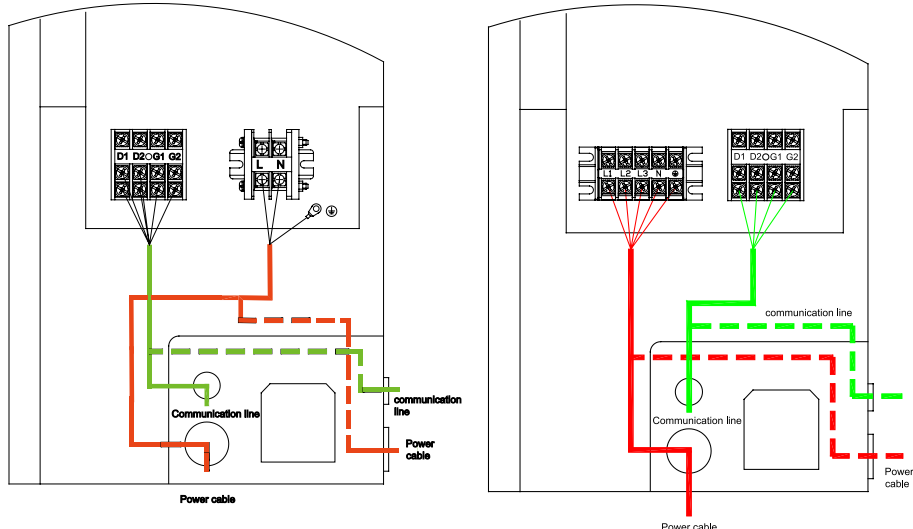 D1 D2 G1 G2
L N
Communication line
communication
line
Power
cable
Power cable
L1 L2 L3 N
D1 D2 G1 G2
communication line
Communication line
Power
cable
Power cable